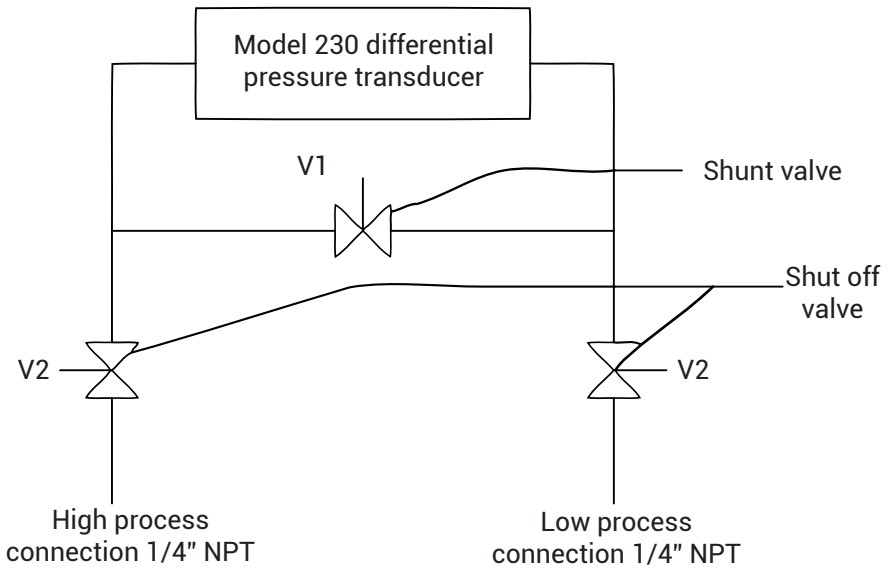 Model 230 differential
pressure transducer
V1
Shunt valve
Shut off
valve
V2
V2
High process
connection 1/4" NPT
Low process
connection 1/4" NPT